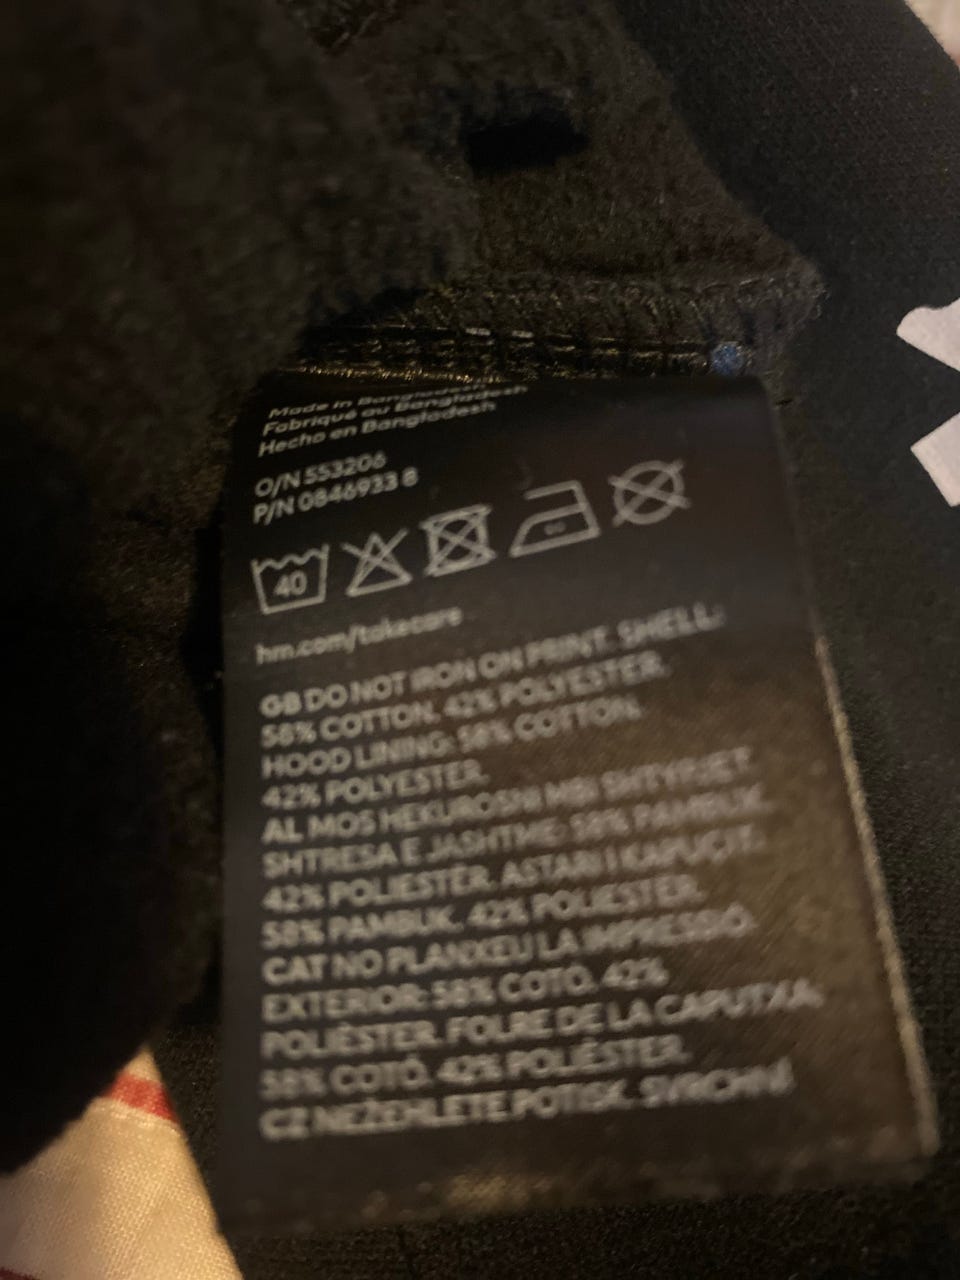 Made in Bangladesh
Fabriqué au Bangladesh
Hecho en Bangladesh
O/N 553206
P/N 0846933 8
40
hm.com/takecare
GB DO NOT IRON ON PRINT. SHELL:
58% COTTON. 42% POLYESTER.
HOOD LINING: 58% COTTON.
42% POLYESTER.
AL MOS HEKUROSNI MBI SHTYPJET.
SHTRESA E JASHTME: 58% PAMBUK.
42% POLIESTËR. ASTARI I KAPUÇIT:
58% PAMBUK. 42% POLIESTËR.
CAT NO PLANXEU LA IMPRESSIÓ.
EXTERIOR: 58% COTÓ. 42%
POLIÈSTER. FOLRE DE LA CAPUTXA:
58% COTÓ. 42% POLIÈSTER.
CZ NEŽEHLETE POTISK. SVRCHNÍ